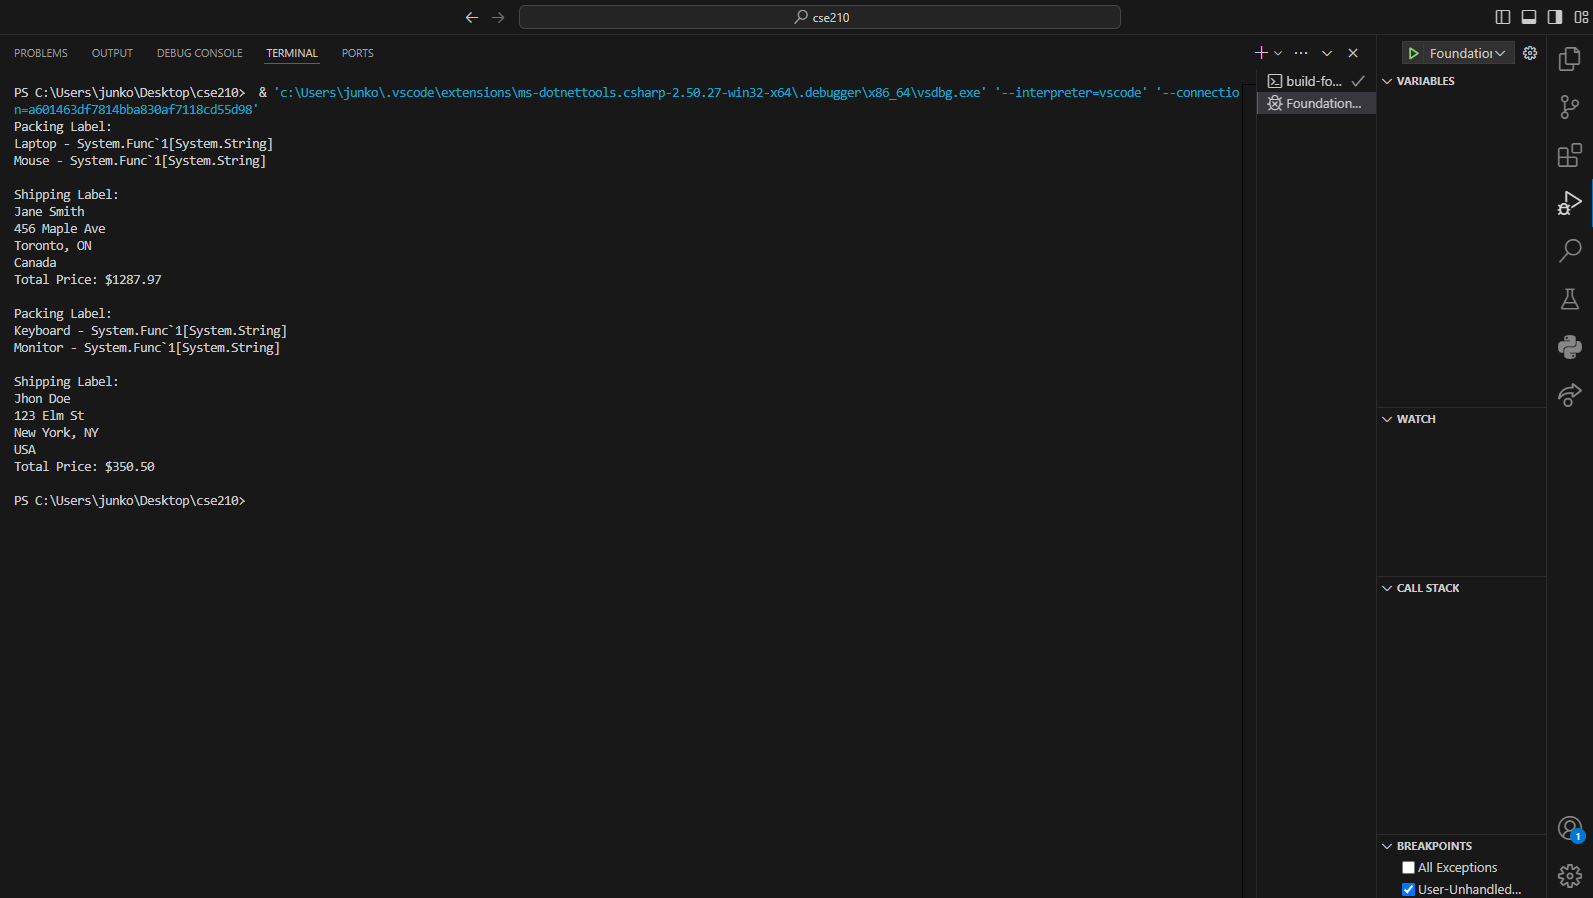 cse210
PROBLEMS OUTPUT DEBUG CONSOLE TERMINAL PORTS
PS C:\Users\junko\Desktop\cse210>  & 'c:\Users\junko\.vscode\extensions\ms-dotnettools.csharp-2.50.27-win32-x64\.debugger\x86_64\vsdbg.exe' '--interpreter=vscode' '--connectio
n=a601463df7814bba830af7118cd55d98'
Packing Label:
Laptop - System.Func`1[System.String]
Mouse - System.Func`1[System.String]
Shipping Label:
Jane Smith
456 Maple Ave
Toronto, ON
Canada
Total Price: $1287.97
Packing Label:
Keyboard - System.Func`1[System.String]
Monitor - System.Func`1[System.String]
Shipping Label:
Jhon Doe
123 Elm St
New York, NY
USA
Total Price: $350.50
PS C:\Users\junko\Desktop\cse210>
build-fo...
Foundation...
Foundation
VARIABLES
WATCH
CALL STACK
BREAKPOINTS
All Exceptions
User-Unhandled...
1